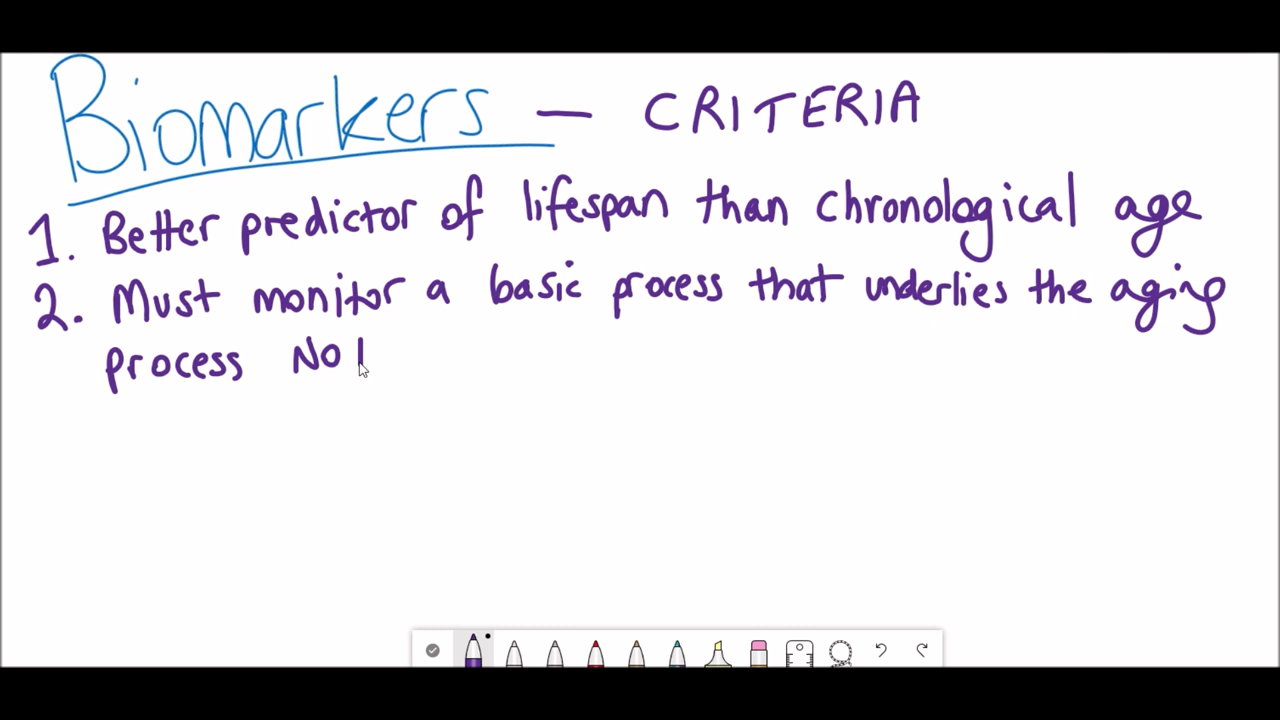 Biomarkers — CRITERIA
1. Better predictor of lifespan than chronological age
2. Must monitor a basic process that underlies the aging
process No